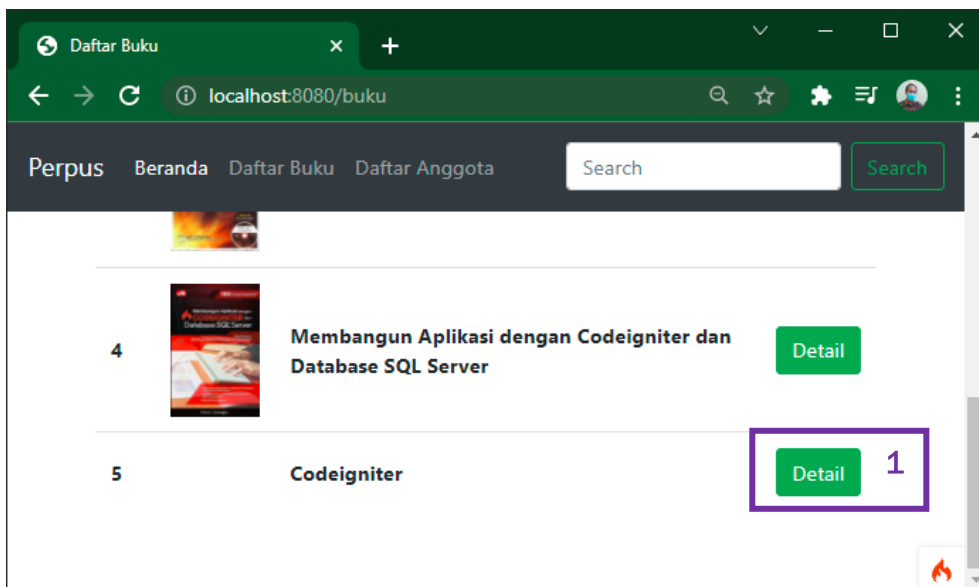 Daftar Buku
localhost:8080/buku
Perpus Beranda Daftar Buku Daftar Anggota Search Search
4 Membangun Aplikasi dengan Codeigniter dan
Database SQL Server Detail
5 Codeigniter Detail 1